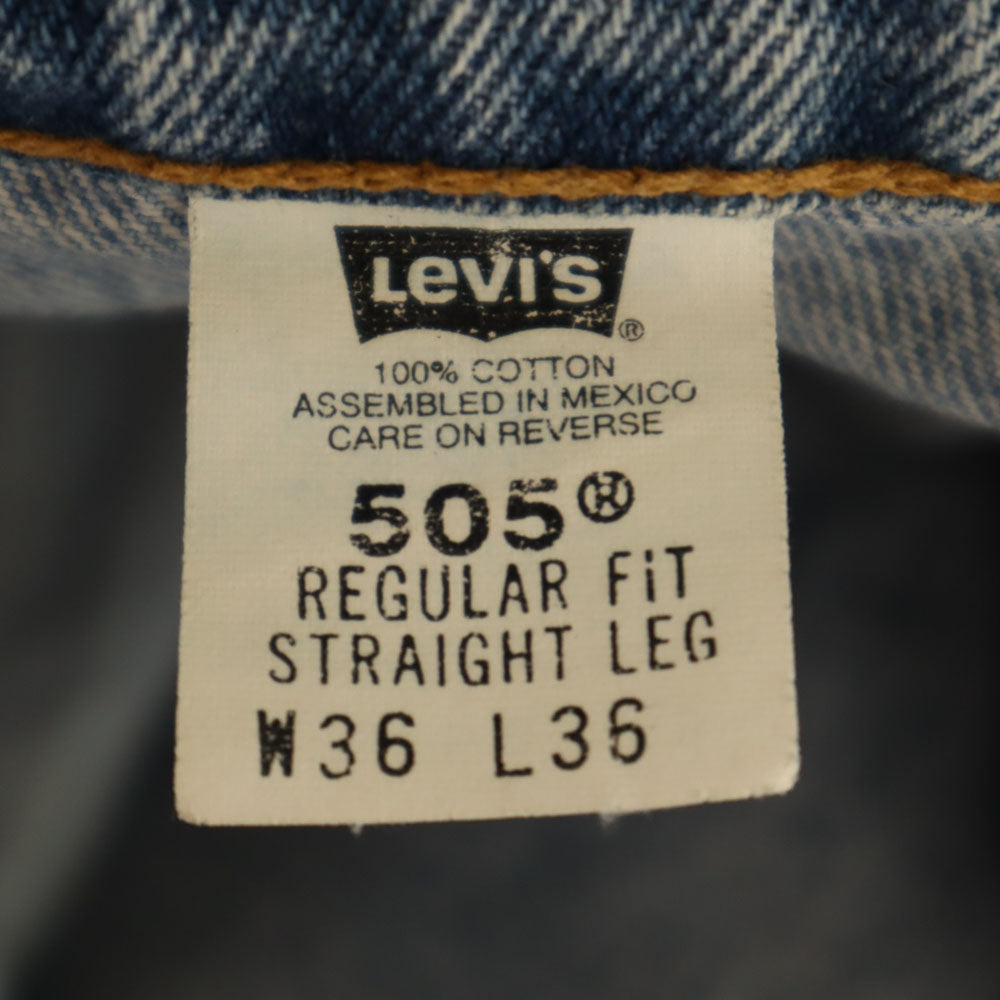 Levi's ®
100% COTTON
ASSEMBLED IN MEXICO
CARE ON REVERSE
505®
REGULAR FiT
STRAIGHT LEG
W36 L36